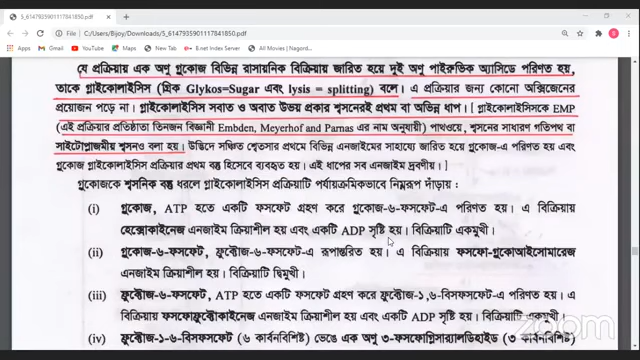 5_6147935901117841850.pdf
File | C:/Users/Bijoy/Downloads/5_6147935901117841850.pdf
Gmail YouTube Maps New Tab B.net Index Server All Scientists | Nagord...
যে প্রক্রিয়ায় এক অণু গ্লুকোজ বিভিন্ন রাসায়নিক বিক্রিয়ায় জারিত হয়ে দুই অণু পাইরুভিক অ্যাসিডে পরিণত হয়,
তাকে গ্লাইকোলাইসিস (গ্রিক Glykos=Sugar এবং lysis = splitting) বলে। এ প্রক্রিয়ার জন্য কোনো অক্সিজেনের
প্রয়োজন পড়ে না। গ্লাইকোলাইসিস সবাত ও অবাত উভয় প্রকার শ্বসনেরই প্রথম বা অভিন্ন ধাপ। [ গ্লাইকোলাইসিসকে EMP
(এই প্রক্রিয়ার প্রতিষ্ঠাতা তিনজন বিজ্ঞানী Embden, Meyerhof and Parnas এর নাম অনুযায়ী) পাথওয়ে, শ্বসনের সাধারণ গতিপথ বা
সাইটোপ্লাজমীয় শ্বসনও বলা হয়। উদ্ভিদে সঞ্চিত শ্বেতসার প্রথমে বিভিন্ন এনজাইমের সাহায্যে জারিত হয়ে গ্লুকোজ-এ পরিণত হয় এবং
গ্লুকোজ গ্লাইকোলাইসিস প্রক্রিয়ার প্রথম বস্তু হিসেবে ব্যবহৃত হয়। এই ধাপের সব এনজাইম দ্রবণীয়। ]
গ্লুকোজকে শ্বসনিক বস্তু ধরলে গ্লাইকোলাইসিস প্রক্রিয়াটি পর্যায়ক্রমিকভাবে নিম্নরূপ দাঁড়ায় :
(i) গ্লুকোজ, ATP হতে একটি ফসফেট গ্রহণ করে গ্লুকোজ-৬-ফসফেট-এ পরিণত হয়। এ বিক্রিয়ায়
হেক্সোকাইনেজ এনজাইম ক্রিয়াশীল হয় এবং একটি ADP সৃষ্টি হয়। বিক্রিয়াটি একমুখী।
(ii) গ্লুকোজ-৬-ফসফেট, ফ্রুক্টোজ-৬-ফসফেট-এ রূপান্তরিত হয়। এ বিক্রিয়ায় ফসফো-গ্লুকোআইসোমারেজ
এনজাইম ক্রিয়াশীল হয়। বিক্রিয়াটি দ্বিমুখী।
(iii) ফ্রুক্টোজ-৬-ফসফেট, ATP হতে একটি ফসফেট গ্রহণ করে ফ্রুক্টোজ-১,৬-বিসফসফেট-এ পরিণত হয়। এ
বিক্রিয়ায় ফসফোফ্রুক্টোকাইনেজ এনজাইম ক্রিয়াশীল হয় এবং একটি ADP সৃষ্টি হয়। বিক্রিয়াটি একমুখী।
(iv) ফ্রুক্টোজ-১-৬-বিসফসফেট (৬ কার্বনবিশিষ্ট) ভেঙে এক অণু ৩-ফসফোগ্লিসার‍্যালডিহাইড (৩ কার্বনবিশিষ্ট)
zoom